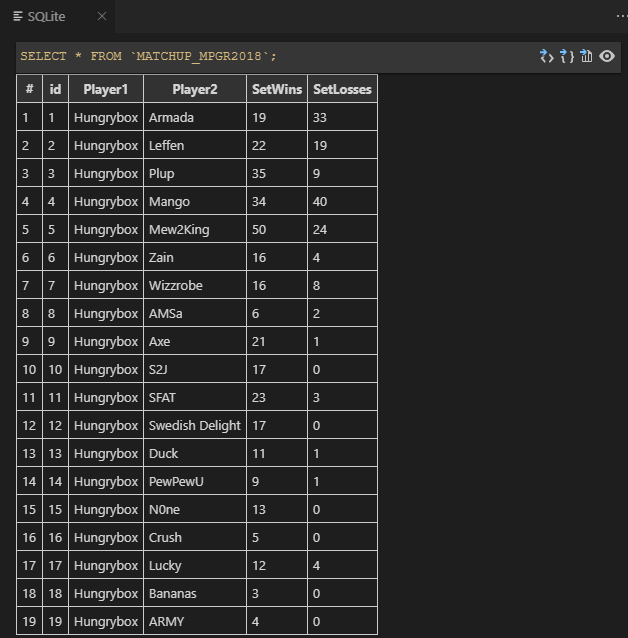 SQLite
SELECT * FROM `MATCHUP_MPGR2018`;
# id Player1 Player2 SetWins SetLosses
1 1 Hungrybox Armada 19 33
2 2 Hungrybox Leffen 22 19
3 3 Hungrybox Plup 35 9
4 4 Hungrybox Mango 34 40
5 5 Hungrybox Mew2King 50 24
6 6 Hungrybox Zain 16 4
7 7 Hungrybox Wizzrobe 16 8
8 8 Hungrybox AMSa 6 2
9 9 Hungrybox Axe 21 1
10 10 Hungrybox S2J 17 0
11 11 Hungrybox SFAT 23 3
12 12 Hungrybox Swedish Delight 17 0
13 13 Hungrybox Duck 11 1
14 14 Hungrybox PewPewU 9 1
15 15 Hungrybox N0ne 13 0
16 16 Hungrybox Crush 5 0
17 17 Hungrybox Lucky 12 4
18 18 Hungrybox Bananas 3 0
19 19 Hungrybox ARMY 4 0